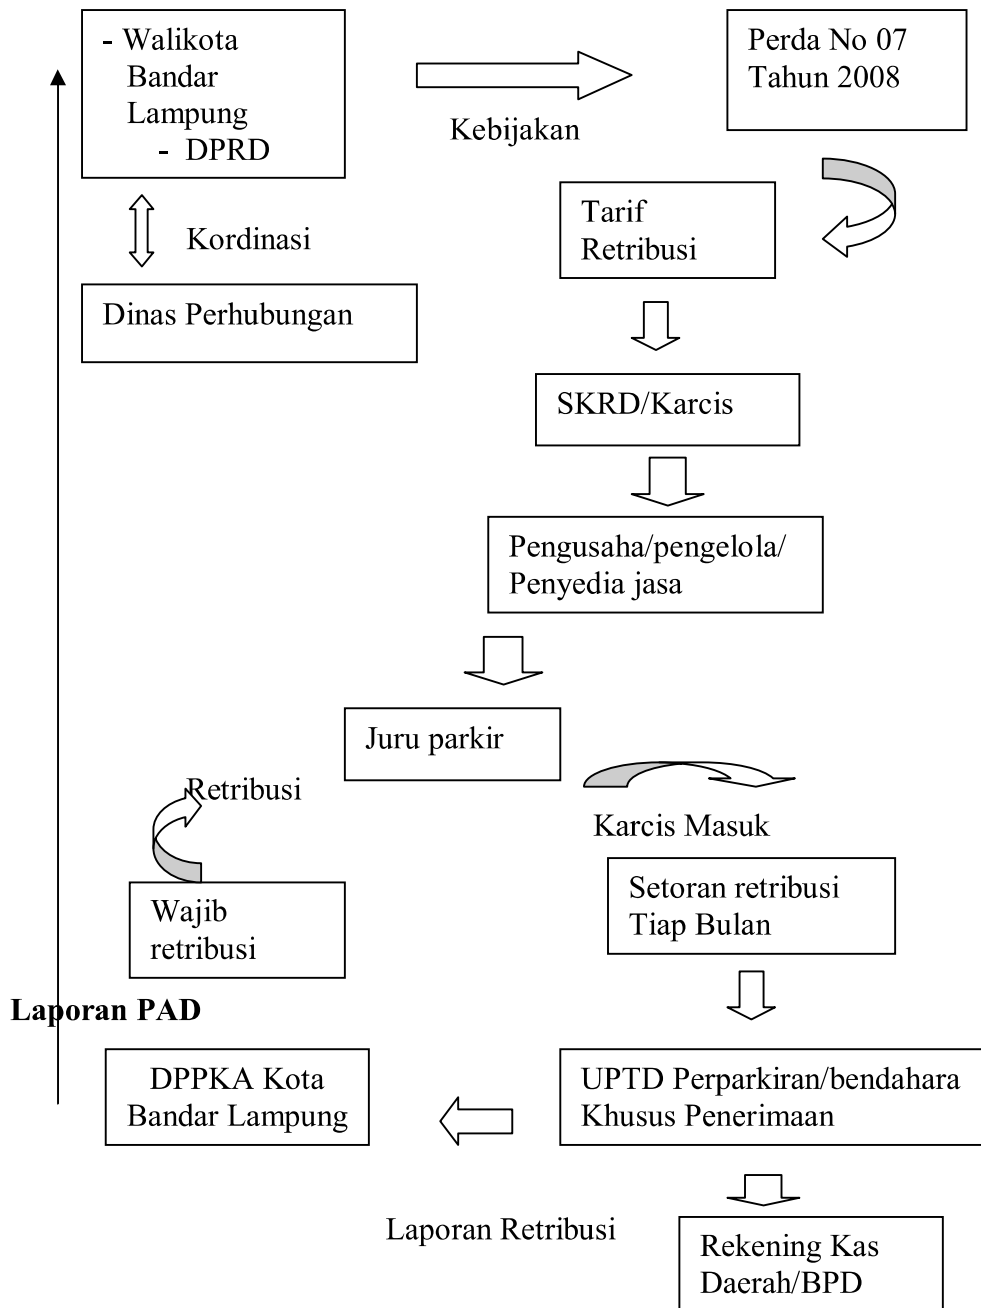 - Walikota
Bandar
Lampung
- DPRD
Kebijakan
Perda No 07
Tahun 2008
Kordinasi
Tarif
Retribusi
Dinas Perhubungan
SKRD/Karcis
Pengusaha/pengelola/
Penyedia jasa
Juru parkir
Retribusi
Karcis Masuk
Wajib
retribusi
Setoran retribusi
Tiap Bulan
Laporan PAD
DPPKA Kota
Bandar Lampung
UPTD Perparkiran/bendahara
Khusus Penerimaan
Laporan Retribusi
Rekening Kas
Daerah/BPD